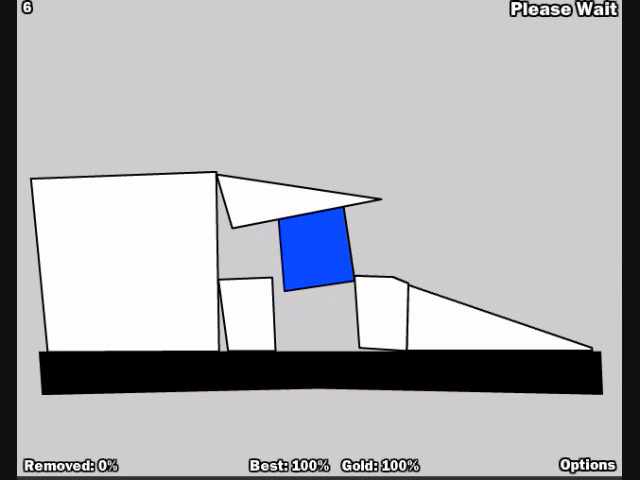 6
Please Wait
Removed: 0%
Best: 100%
Gold: 100%
Options